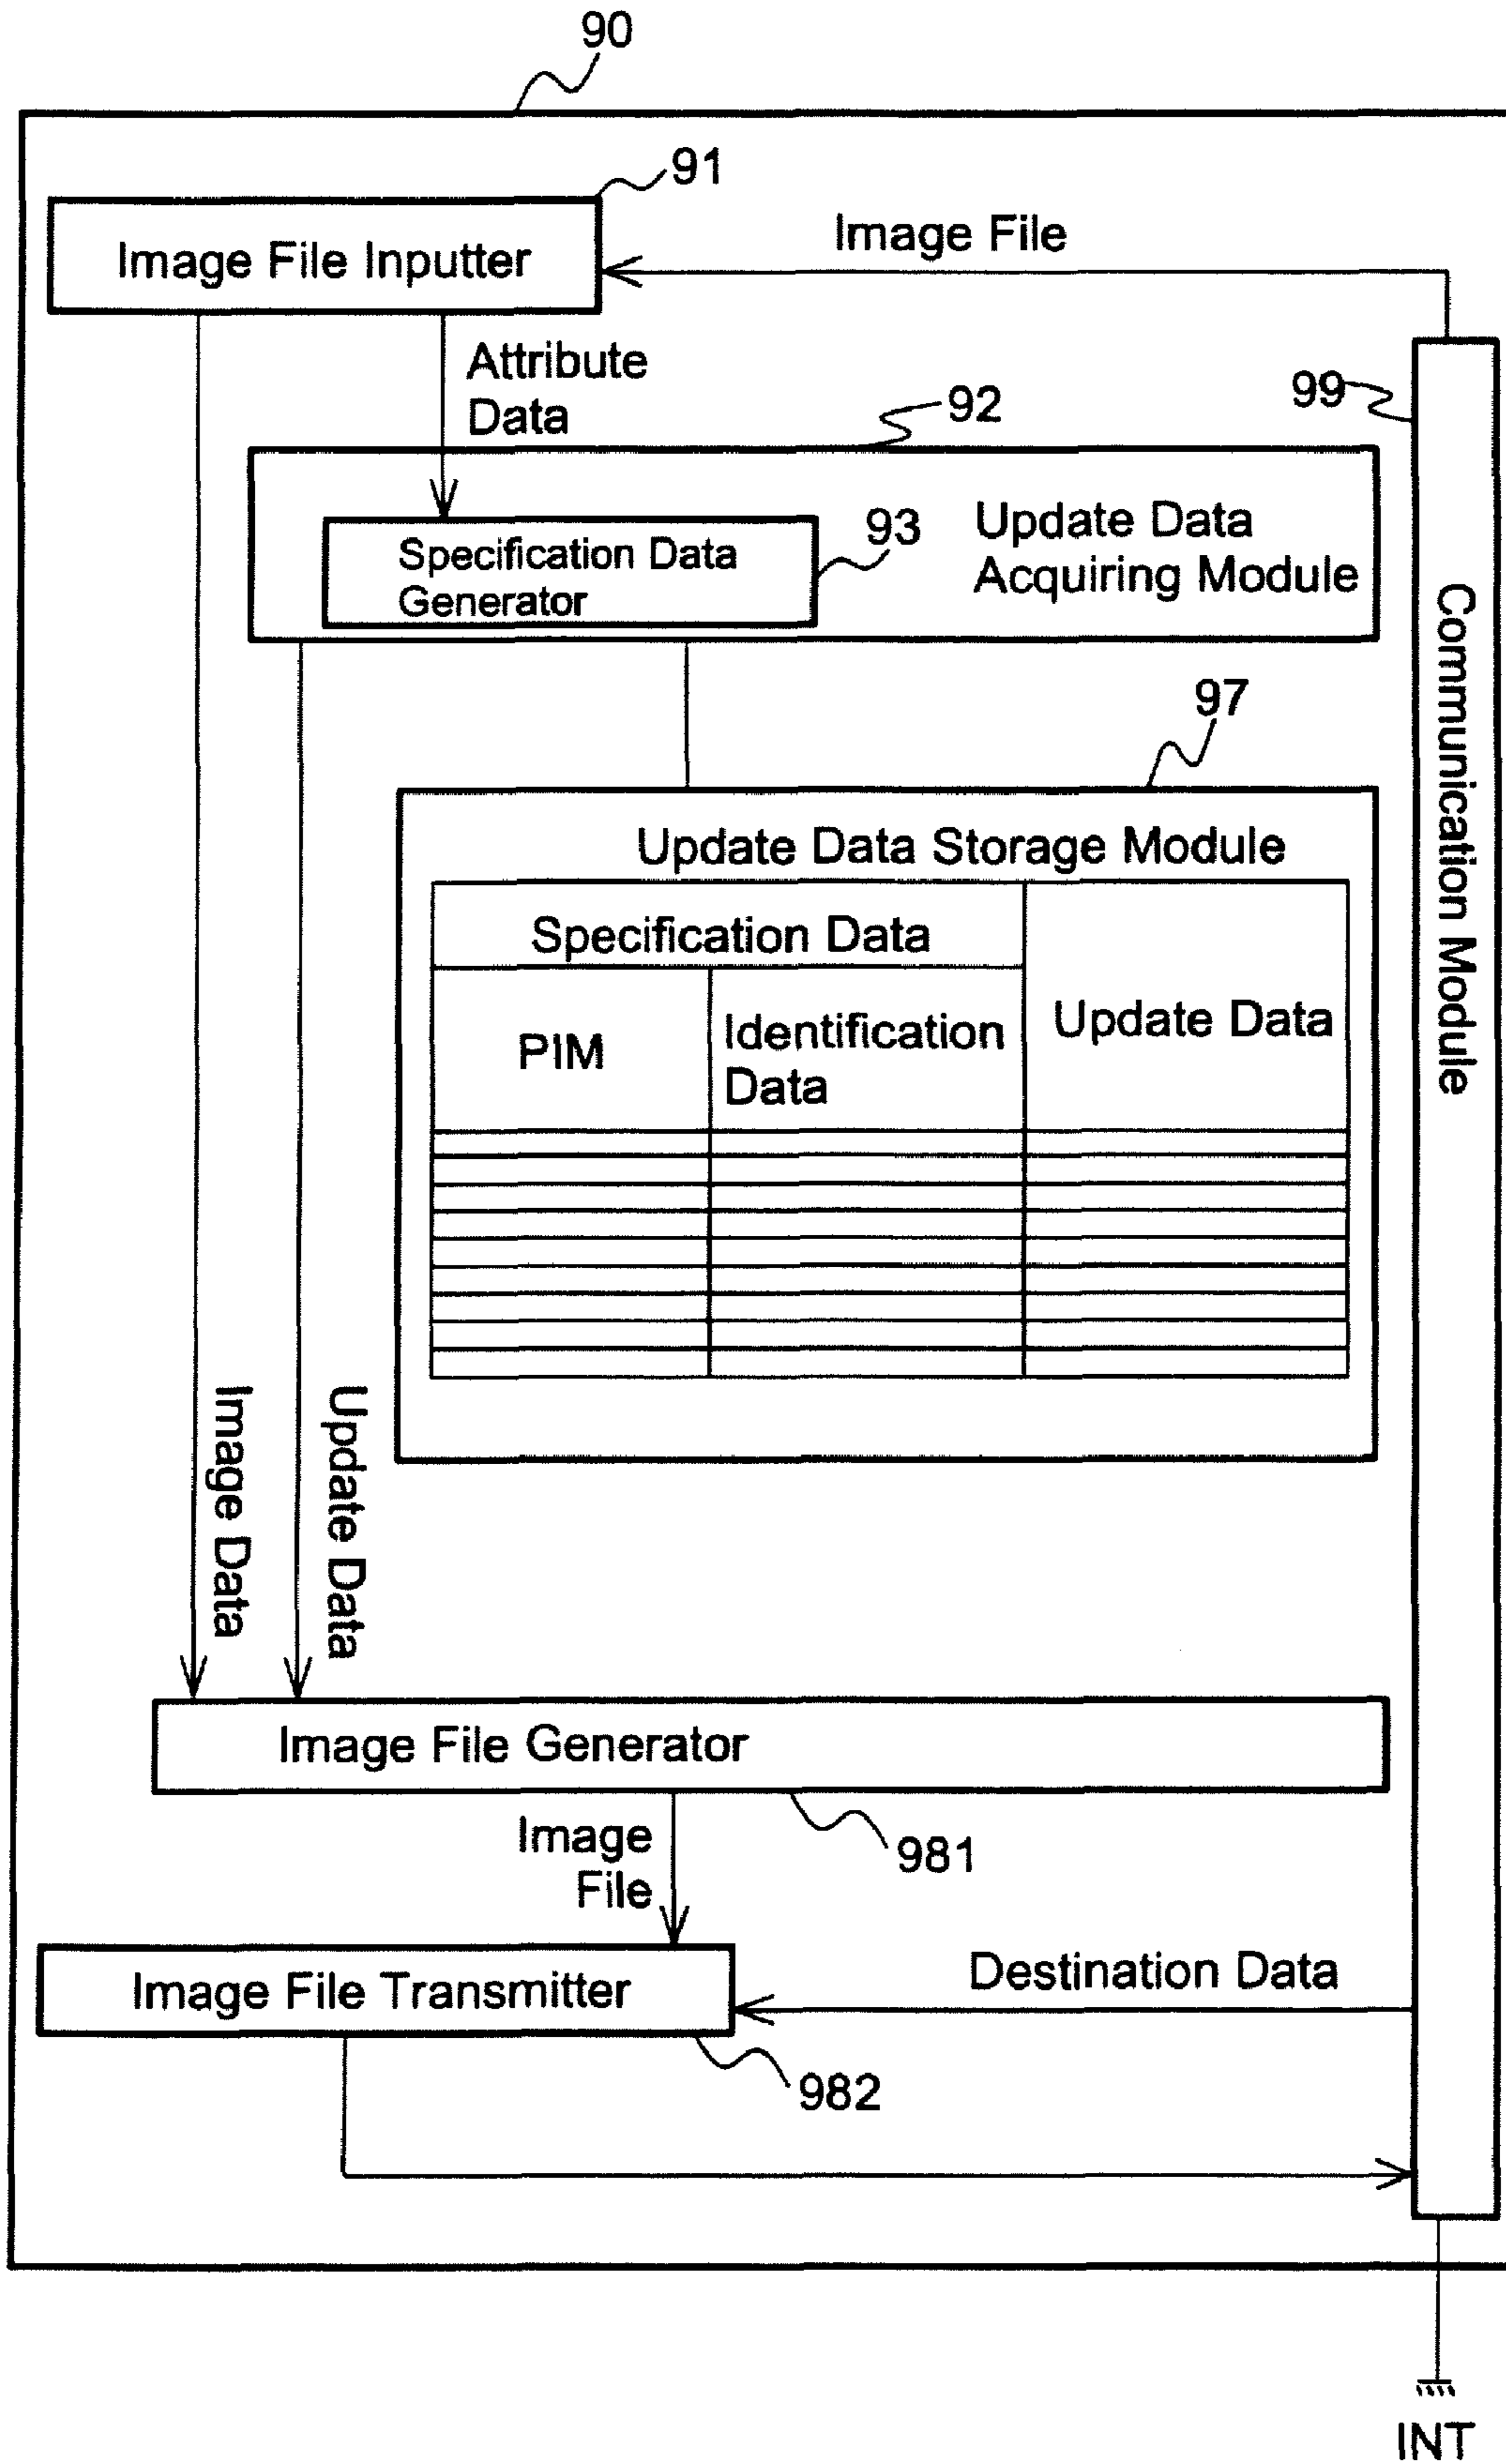 90
91
Image File Inputter
Image File
Attribute
Data
99
92
Specification Data
Generator
93
Update Data
Acquiring Module
Communication Module
97
Update Data Storage Module
Specification Data
PIM
Identification
Data
Update Data
Image Data
Update Data
Image File Generator
Image
File
981
Image File Transmitter
Destination Data
982
INT